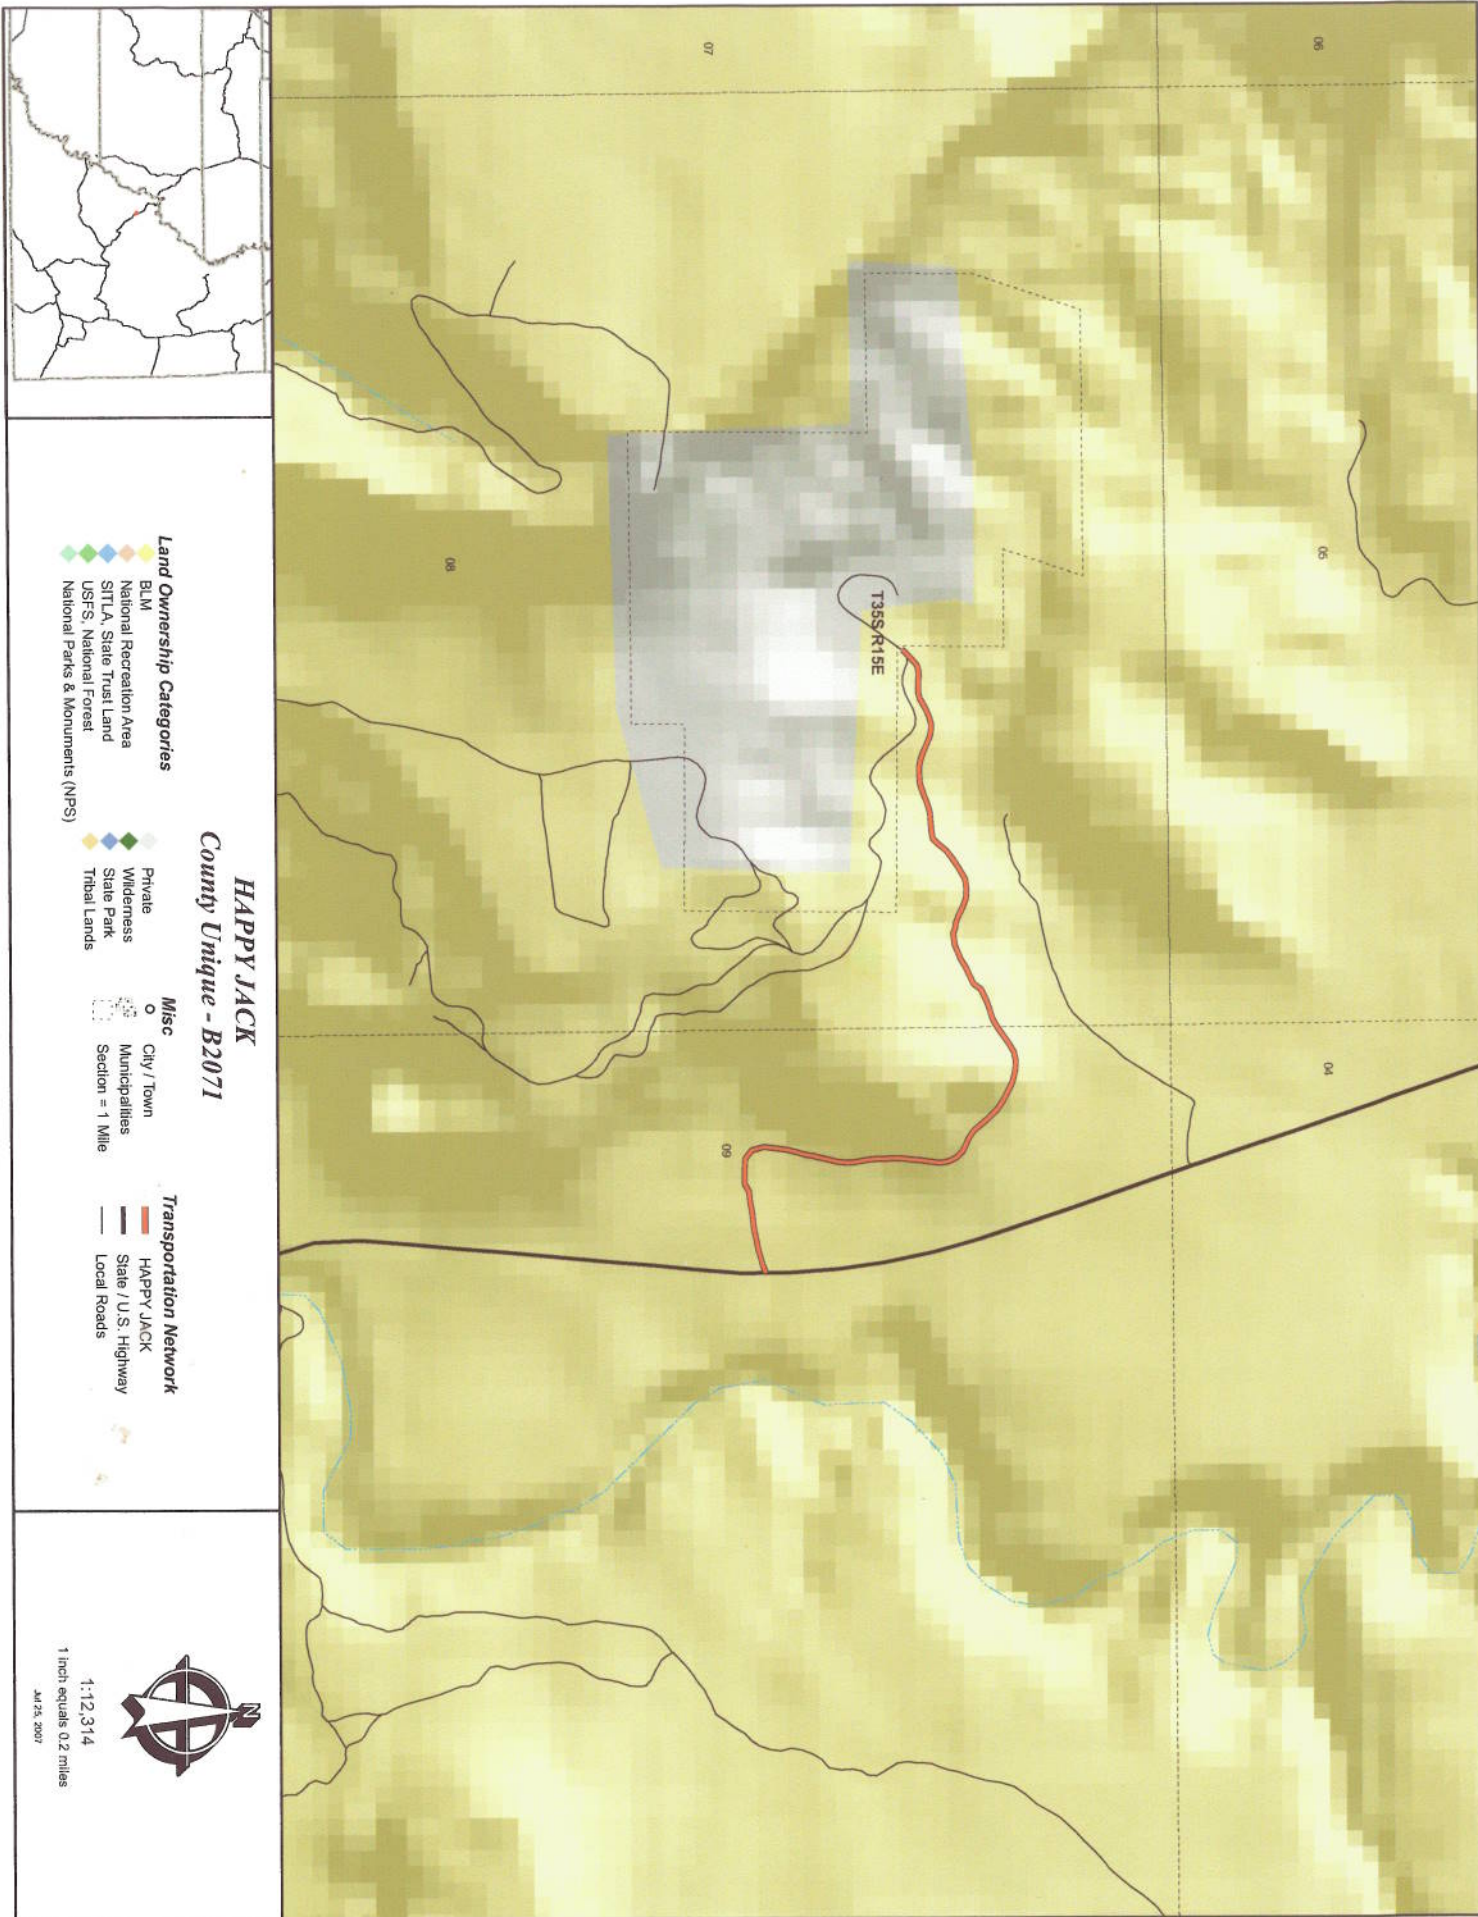 06
05
04
07
T35S R15E
08
09
HAPPY JACK
County Unique - B2071
Land Ownership Categories
BLM
National Recreation Area
SITLA, State Trust Land
USFS, National Forest
National Parks & Monuments (NPS)
Private
Wilderness
State Park
Tribal Lands
Misc
City / Town
Municipalities
Section = 1 Mile
Transportation Network
HAPPY JACK
State / U.S. Highway
Local Roads
N
1:12,314
1 inch equals 0.2 miles
Jul 25, 2007